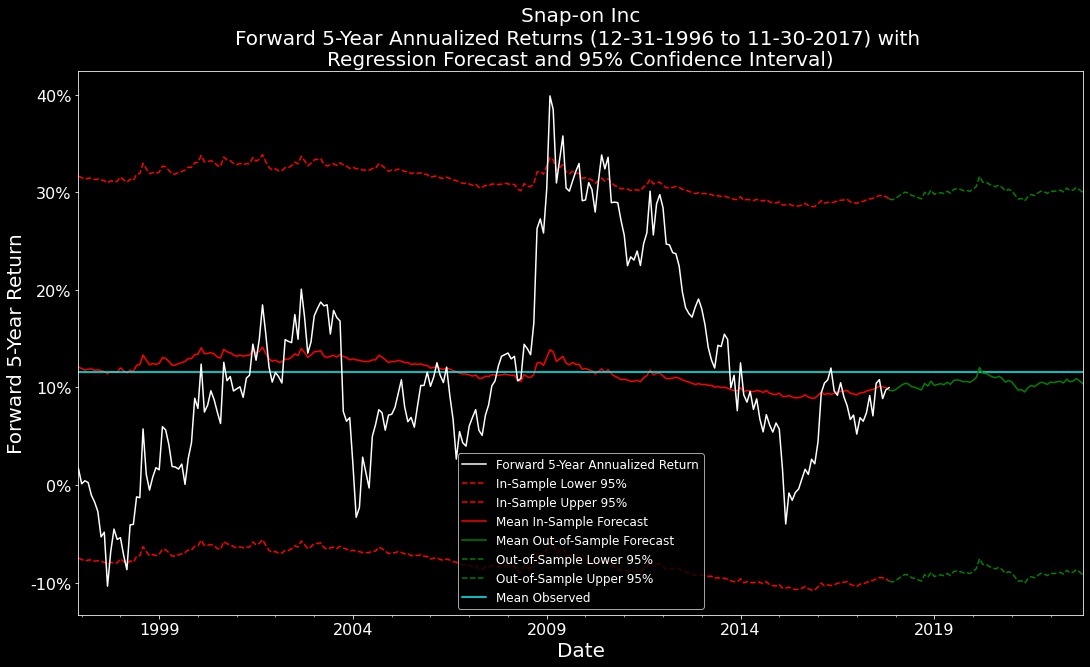 Snap-on Inc
Forward 5-Year Annualized Returns (12-31-1996 to 11-30-2017) with
Regression Forecast and 95% Confidence Interval)
Forward 5-Year Return
40%
30%
20%
10%
0%
-10%
Forward 5-Year Annualized Return
In-Sample Lower 95%
In-Sample Upper 95%
Mean In-Sample Forecast
Mean Out-of-Sample Forecast
Out-of-Sample Lower 95%
Out-of-Sample Upper 95%
Mean Observed
1999 2004 2009 2014 2019
Date